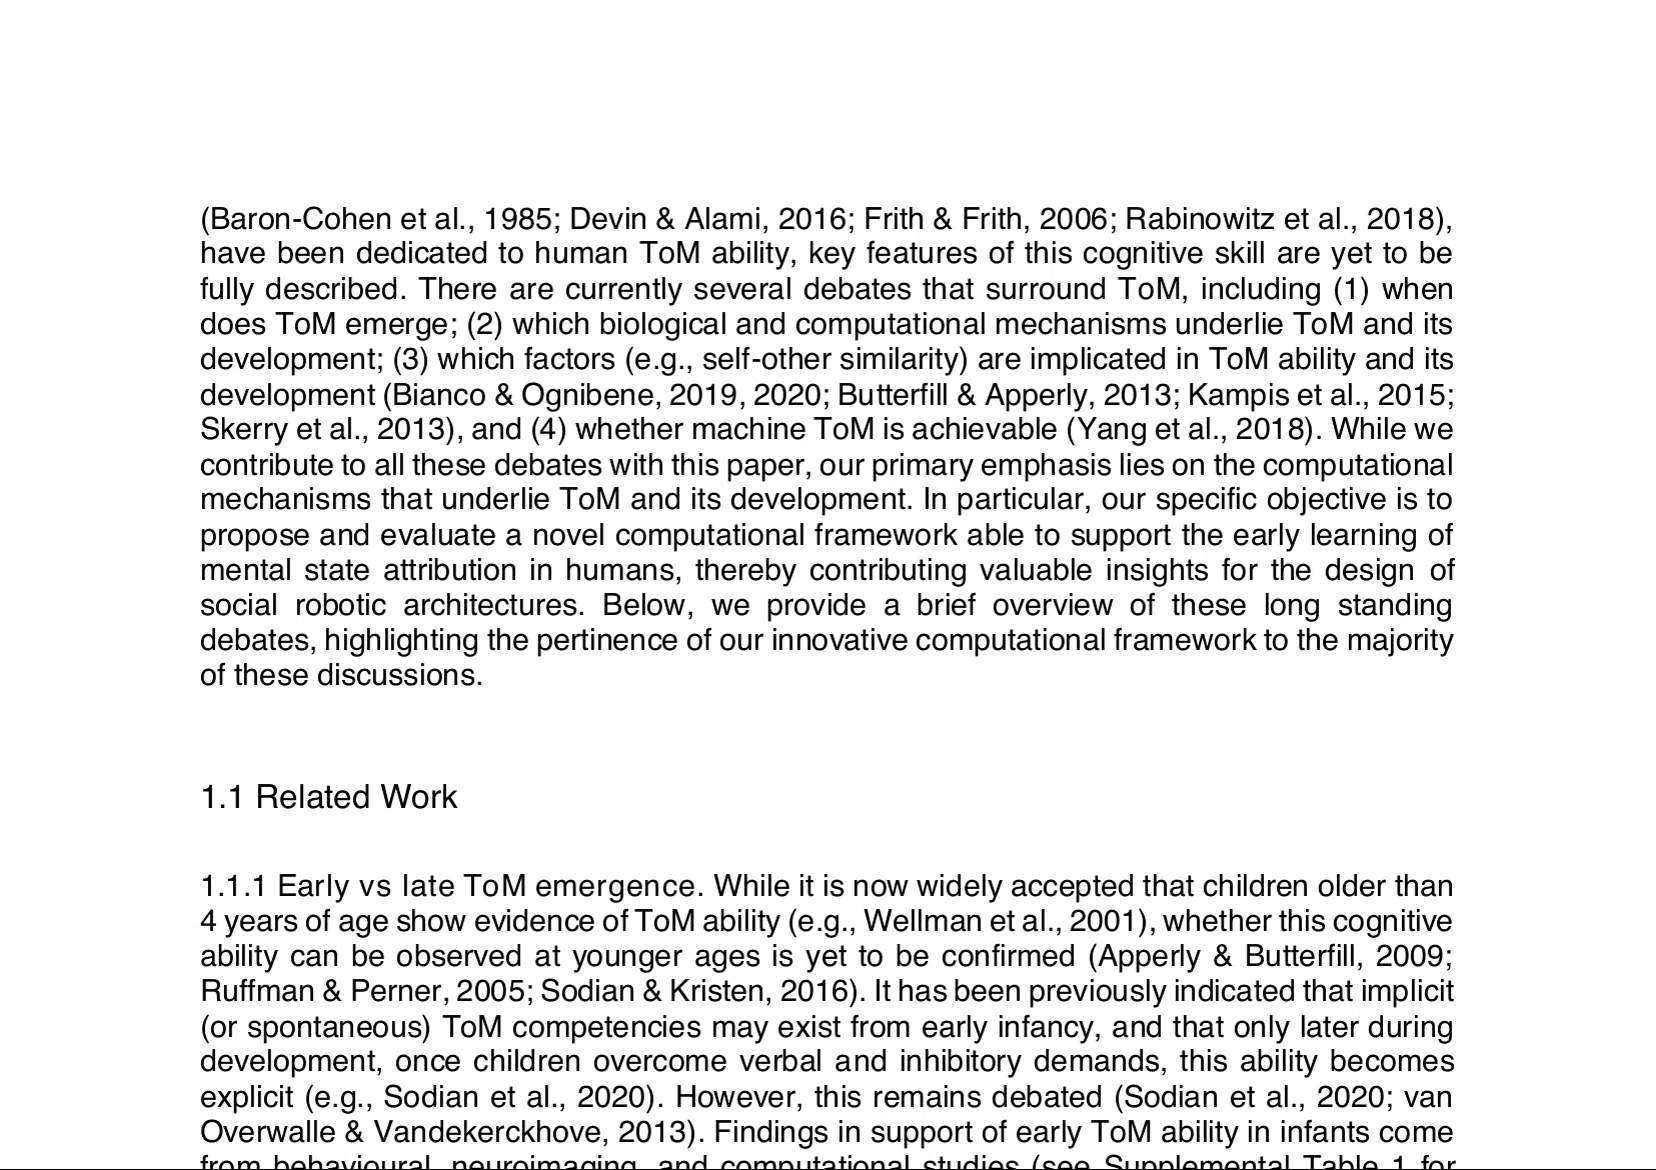 (Baron-Cohen et al., 1985; Devin & Alami, 2016; Frith & Frith, 2006; Rabinowitz et al., 2018),
have been dedicated to human ToM ability, key features of this cognitive skill are yet to be
fully described. There are currently several debates that surround ToM, including (1) when
does ToM emerge; (2) which biological and computational mechanisms underlie ToM and its
development; (3) which factors (e.g., self-other similarity) are implicated in ToM ability and its
development (Bianco & Ognibene, 2019, 2020; Butterfill & Apperly, 2013; Kampis et al., 2015;
Skerry et al., 2013), and (4) whether machine ToM is achievable (Yang et al., 2018). While we
contribute to all these debates with this paper, our primary emphasis lies on the computational
mechanisms that underlie ToM and its development. In particular, our specific objective is to
propose and evaluate a novel computational framework able to support the early learning of
mental state attribution in humans, thereby contributing valuable insights for the design of
social robotic architectures. Below, we provide a brief overview of these long standing
debates, highlighting the pertinence of our innovative computational framework to the majority
of these discussions.
1.1 Related Work
1.1.1 Early vs late ToM emergence. While it is now widely accepted that children older than
4 years of age show evidence of ToM ability (e.g., Wellman et al., 2001), whether this cognitive
ability can be observed at younger ages is yet to be confirmed (Apperly & Butterfill, 2009;
Ruffman & Perner, 2005; Sodian & Kristen, 2016). It has been previously indicated that implicit
(or spontaneous) ToM competencies may exist from early infancy, and that only later during
development, once children overcome verbal and inhibitory demands, this ability becomes
explicit (e.g., Sodian et al., 2020). However, this remains debated (Sodian et al., 2020; van
Overwalle & Vandekerckhove, 2013). Findings in support of early ToM ability in infants come
from behavioural, neuroimaging, and computational studies (see Supplemental Table 1 for